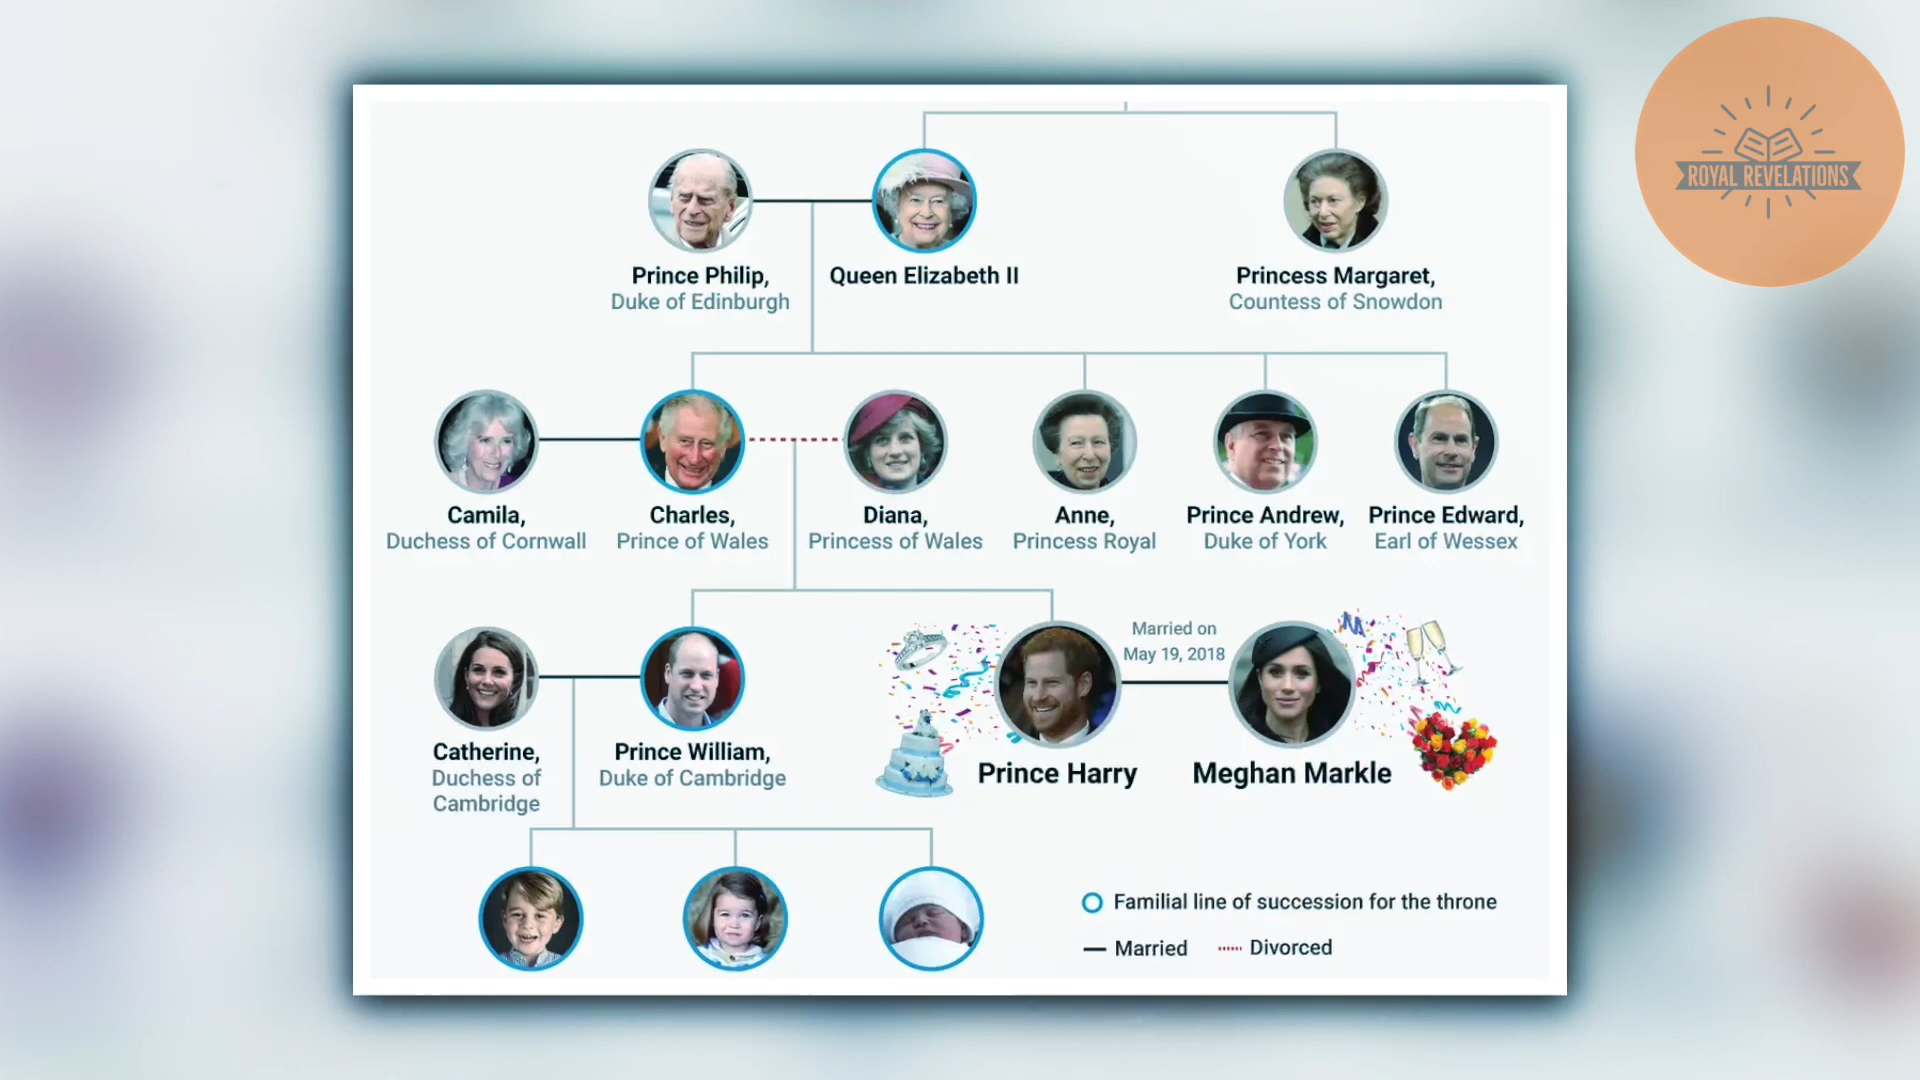 ROYAL REVELATIONS
Prince Philip,
Duke of Edinburgh
Queen Elizabeth II
Princess Margaret,
Countess of Snowdon
Camila,
Duchess of Cornwall
Charles,
Prince of Wales
Diana,
Princess of Wales
Anne,
Princess Royal
Prince Andrew,
Duke of York
Prince Edward,
Earl of Wessex
Catherine,
Duchess of
Cambridge
Prince William,
Duke of Cambridge
Prince Harry
Married on
May 19, 2018
Meghan Markle
Familial line of succession for the throne
Married
Divorced